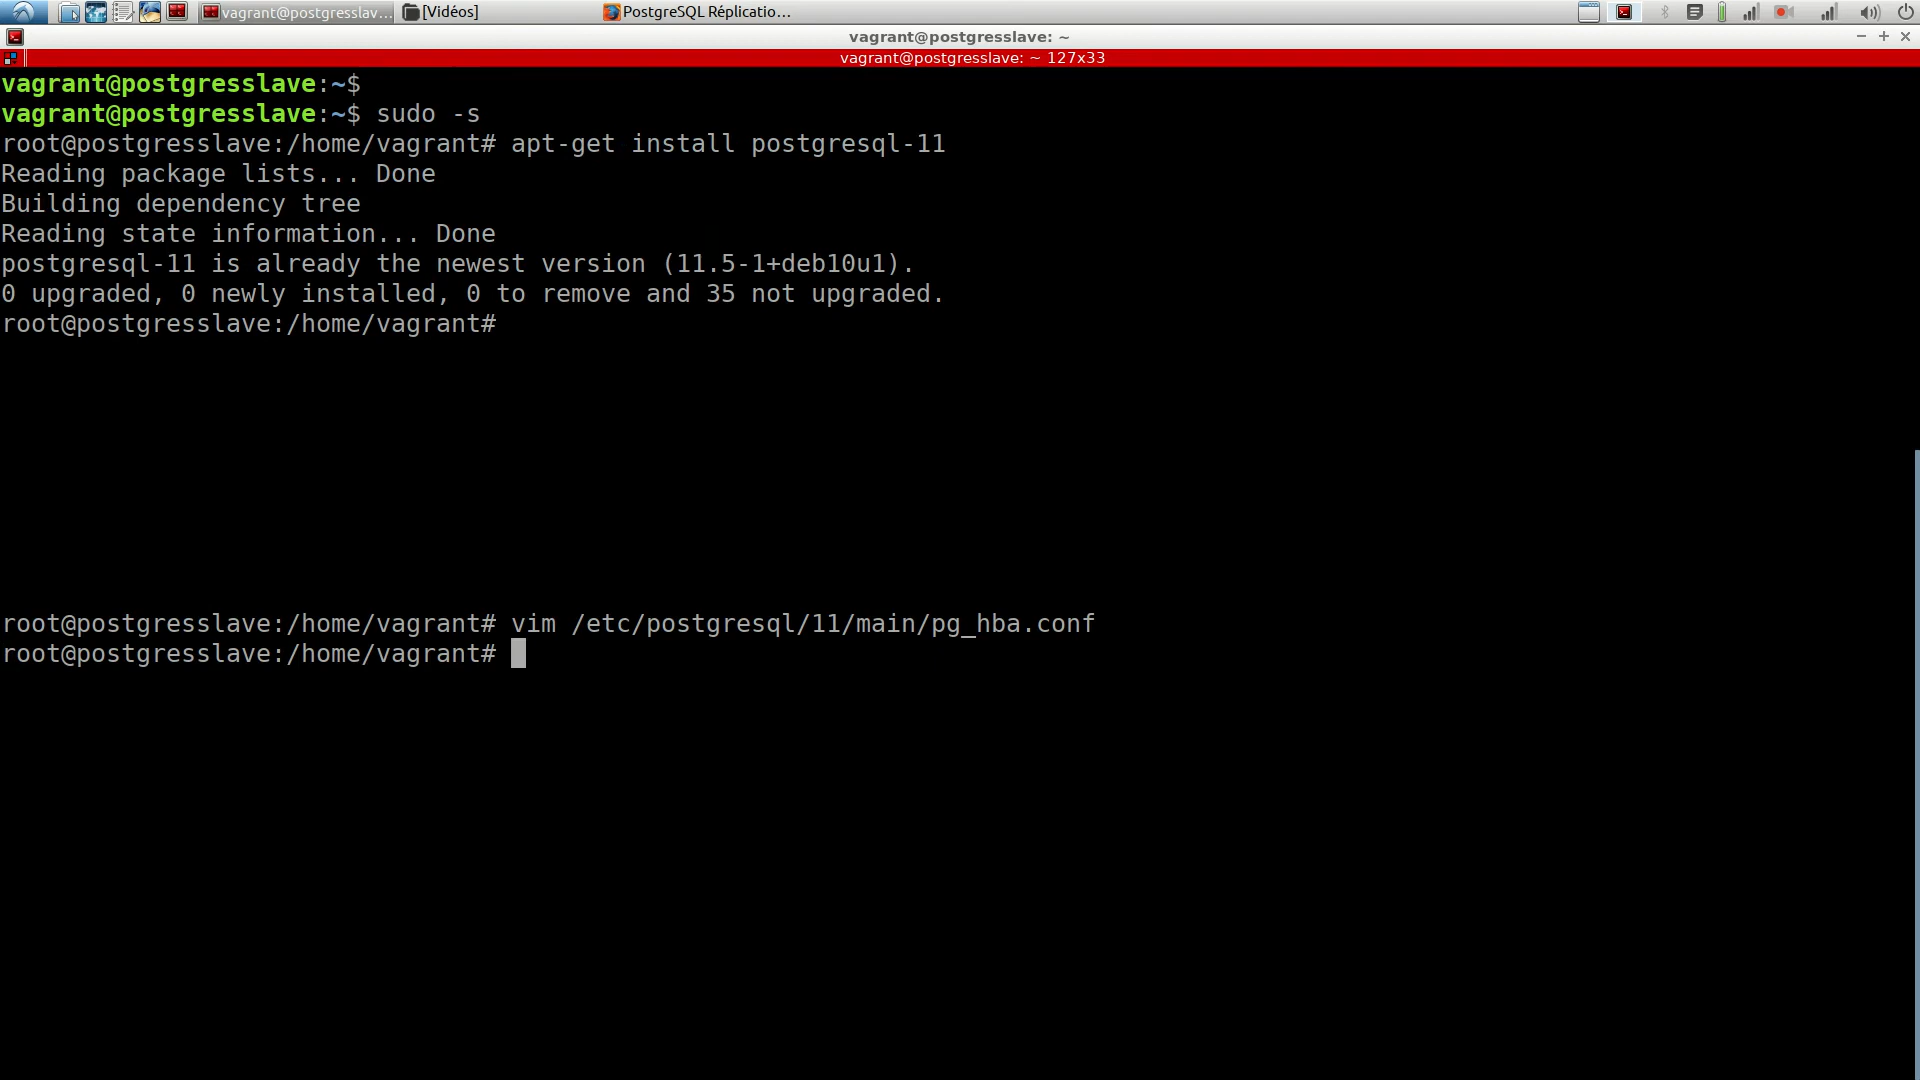 vagrant@postgresslav...
[Vidéos]
PostgreSQL Réplicatio...
vagrant@postgresslave: ~
vagrant@postgresslave: ~ 127x33
vagrant@postgresslave:~$
vagrant@postgresslave:~$ sudo -s
root@postgresslave:/home/vagrant# apt-get install postgresql-11
Reading package lists... Done
Building dependency tree
Reading state information... Done
postgresql-11 is already the newest version (11.5-1+deb10u1).
0 upgraded, 0 newly installed, 0 to remove and 35 not upgraded.
root@postgresslave:/home/vagrant#
root@postgresslave:/home/vagrant# vim /etc/postgresql/11/main/pg_hba.conf
root@postgresslave:/home/vagrant#